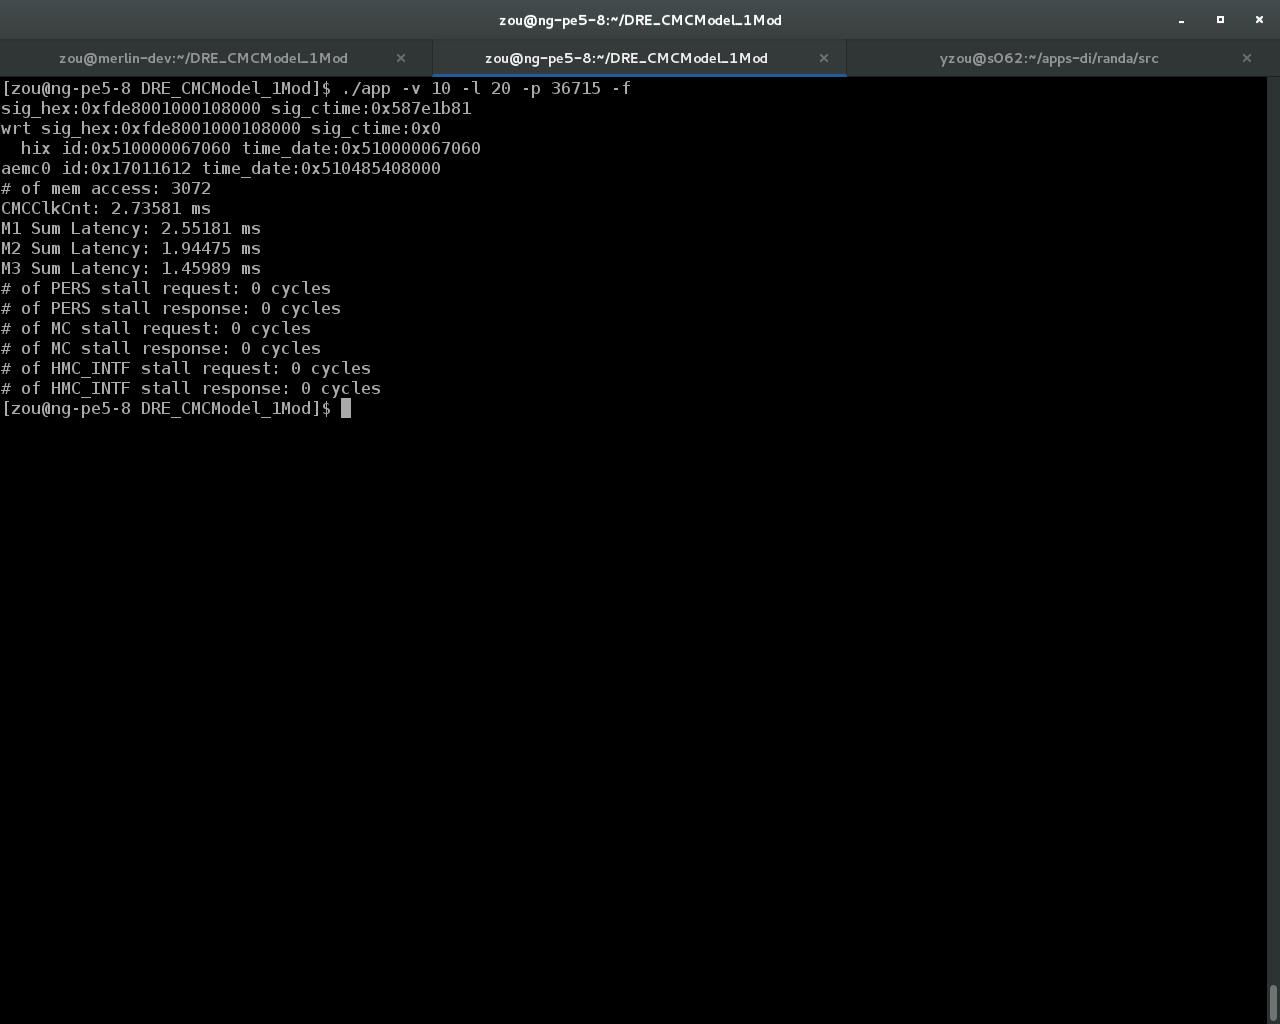 zou@ng-pe5-8:~/DRE_CMCModel_1Mod
zou@merlin-dev:~/DRE_CMCModel_1Mod
zou@ng-pe5-8:~/DRE_CMCModel_1Mod
yzou@s062:~/apps-di/randa/src
[zou@ng-pe5-8 DRE_CMCModel_1Mod]$ ./app -v 10 -l 20 -p 36715 -f
sig_hex:0xfde8001000108000 sig_ctime:0x587e1b81
wrt sig_hex:0xfde8001000108000 sig_ctime:0x0
  hix id:0x510000067060 time_date:0x510000067060
aemc0 id:0x17011612 time_date:0x510485408000
# of mem access: 3072
CMCClkCnt: 2.73581 ms
M1 Sum Latency: 2.55181 ms
M2 Sum Latency: 1.94475 ms
M3 Sum Latency: 1.45989 ms
# of PERS stall request: 0 cycles
# of PERS stall response: 0 cycles
# of MC stall request: 0 cycles
# of MC stall response: 0 cycles
# of HMC_INTF stall request: 0 cycles
# of HMC_INTF stall response: 0 cycles
[zou@ng-pe5-8 DRE_CMCModel_1Mod]$